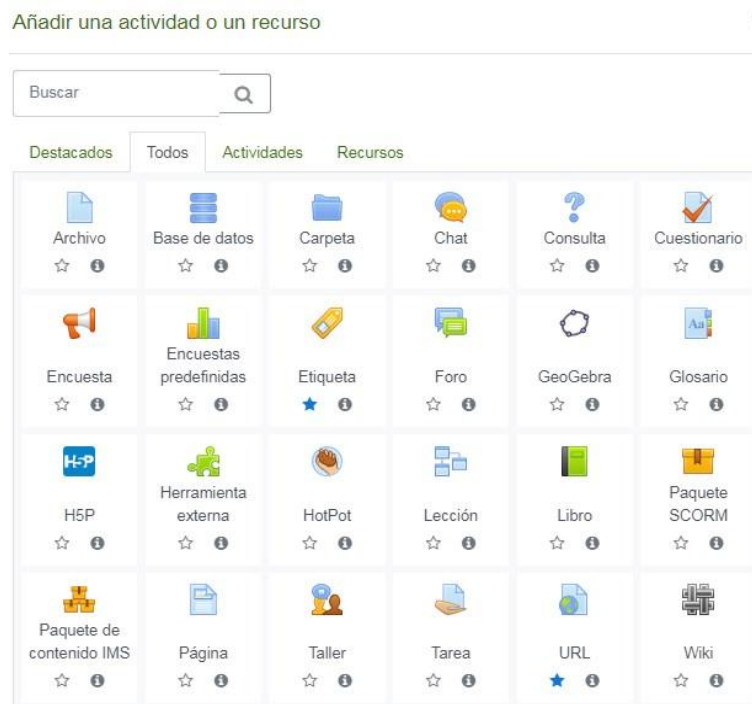 Añadir una actividad o un recurso
Buscar
Destacados Todos Actividades Recursos
Archivo Base de datos Carpeta Chat Consulta Cuestionario
Encuesta Encuestas predefinidas Etiqueta Foro GeoGebra Glosario
Aa
H-P
H5P Herramienta externa HotPot Lección Libro Paquete SCORM
Paquete de contenido IMS Página Taller Tarea URL Wiki